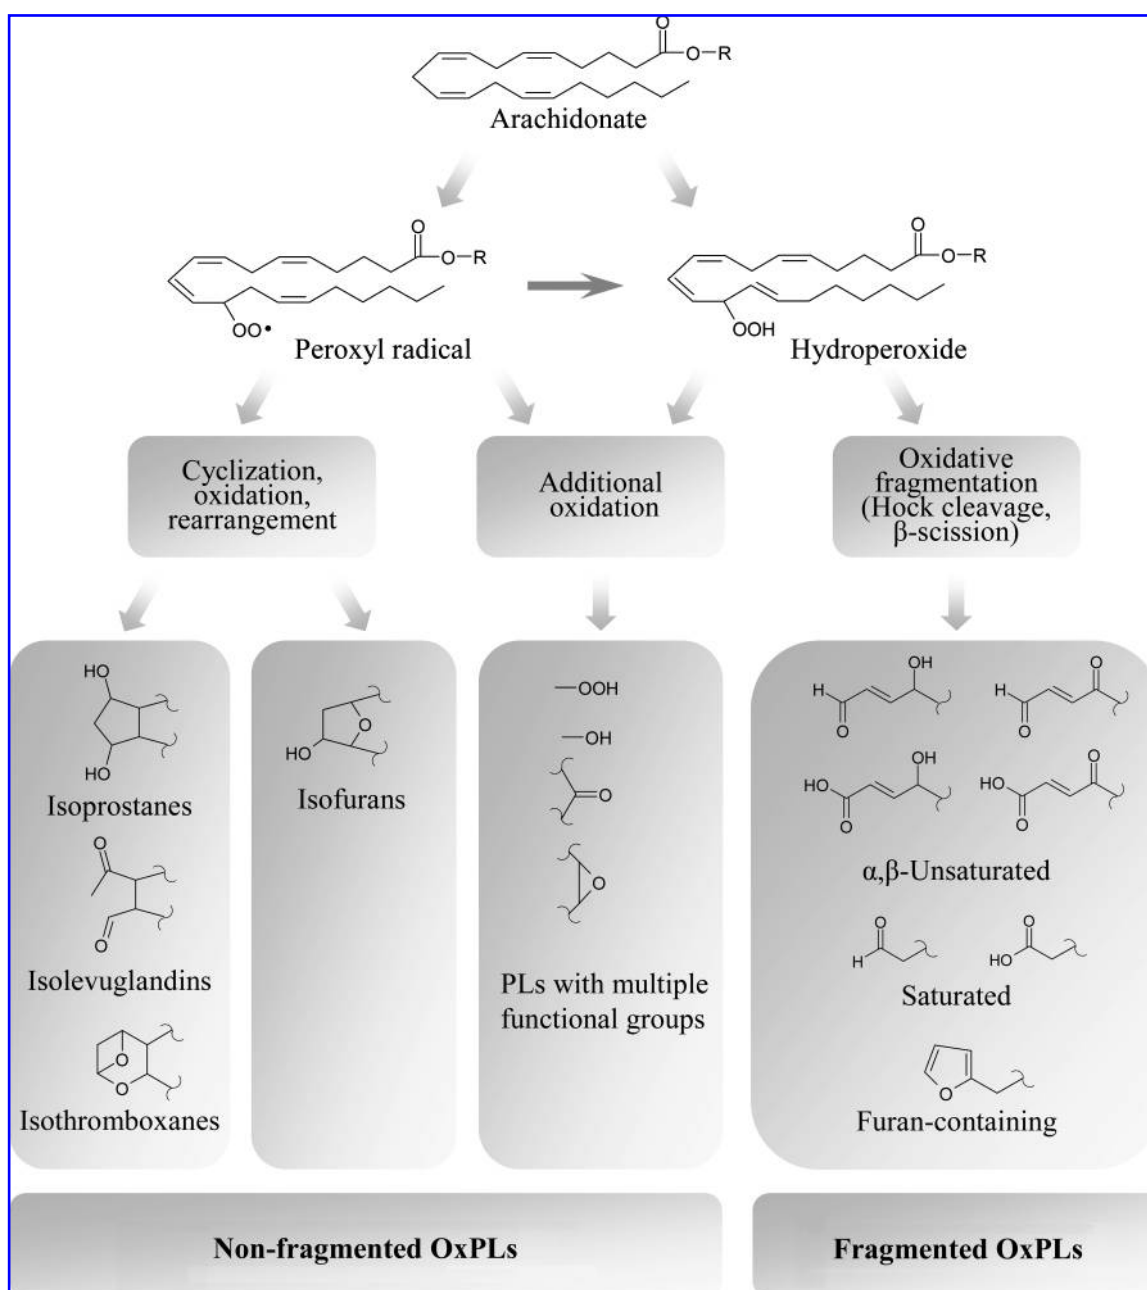 O
O
R
Arachidonate
O
O
R
OO•
Peroxyl radical
O
O
R
OOH
Hydroperoxide
Cyclization,
oxidation,
rearrangement
Additional
oxidation
Oxidative
fragmentation
(Hock cleavage,
β-scission)
HO
HO
Isoprostanes
O
O
Isolevuglandins
O
O
Isothromboxanes
O
HO
Isofurans
OOH
OH
O
O
PLs with multiple
functional groups
OH
H
O
O
H
O
OH
HO
O
O
HO
O
α,β-Unsaturated
O
H
O
HO
Saturated
O
Furan-containing
Non-fragmented OxPLs
Fragmented OxPLs